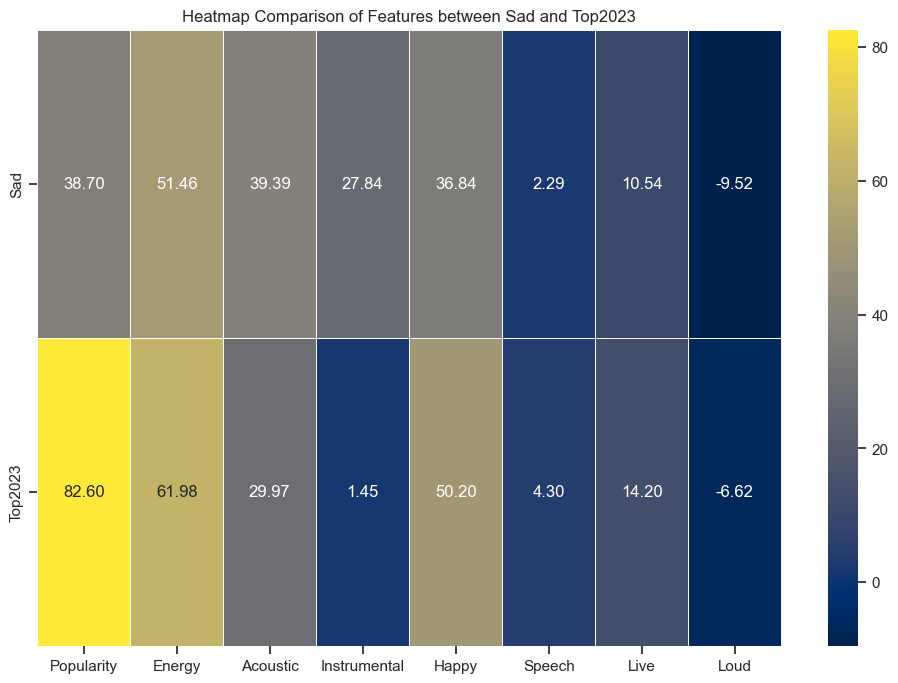 Heatmap Comparison of Features between Sad and Top2023
Sad
38.70 51.46 39.39 27.84 36.84 2.29 10.54 -9.52
Top2023
82.60 61.98 29.97 1.45 50.20 4.30 14.20 -6.62
Popularity Energy Acoustic Instrumental Happy Speech Live Loud
80
60
40
20
0